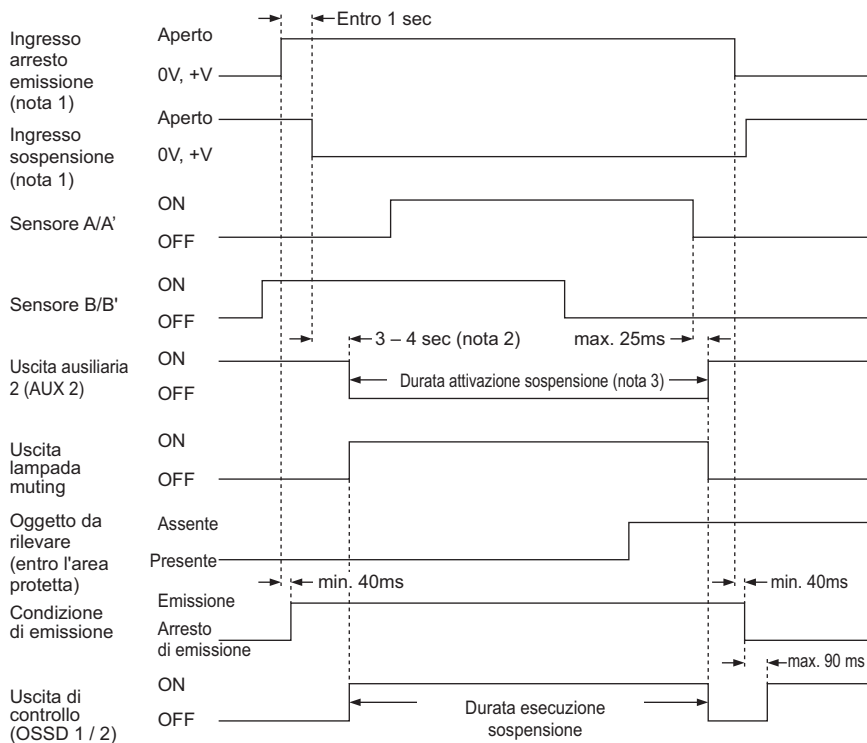 Entro 1 sec
Ingresso
arresto
emissione
(nota 1)
Aperto
0V, +V
Ingresso
sospensione
(nota 1)
Aperto
0V, +V
Sensore A/A’
ON
OFF
Sensore B/B'
ON
OFF
3 – 4 sec (nota 2)
max. 25ms
Uscita ausiliaria
2 (AUX 2)
ON
OFF
Durata attivazione sospensione (nota 3)
Uscita
lampada
muting
ON
OFF
Oggetto da
rilevare
(entro l'area
protetta)
Assente
Presente
min. 40ms
min. 40ms
Condizione
di emissione
Emissione
Arresto
di emissione
max. 90 ms
Uscita di
controllo
(OSSD 1 / 2)
ON
OFF
Durata esecuzione
sospensione